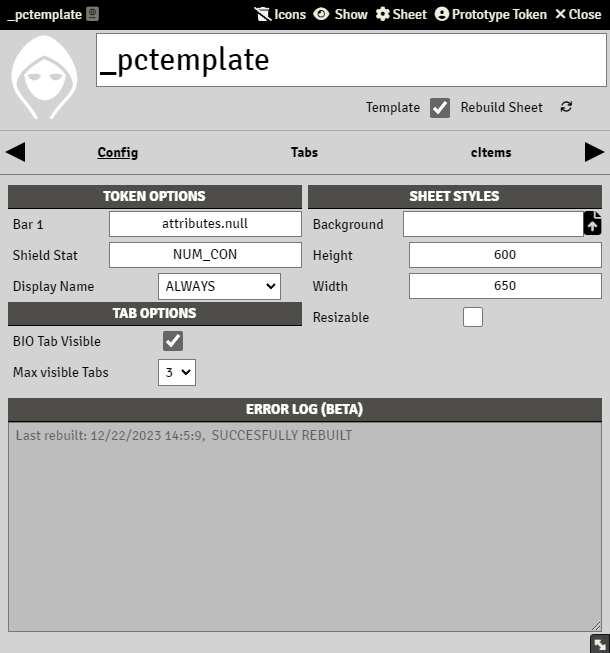 _pctemplate Icons Show Sheet Prototype Token Close
_pctemplate
Template Rebuild Sheet
Config Tabs cItems
TOKEN OPTIONS
Bar 1 attributes.null
Shield Stat NUM_CON
Display Name ALWAYS
TAB OPTIONS
BIO Tab Visible
Max visible Tabs 3
SHEET STYLES
Background
Height 600
Width 650
Resizable
ERROR LOG (BETA)
Last rebuilt: 12/22/2023 14:5:9, SUCCESFULLY REBUILT